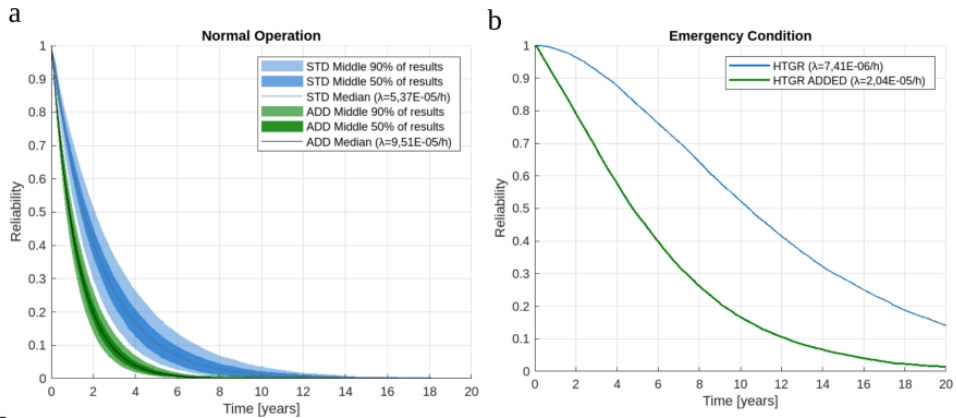 a
Normal Operation
STD Middle 90% of results
STD Middle 50% of results
STD Median (λ=5,37E-05/h)
ADD Middle 90% of results
ADD Middle 50% of results
ADD Median (λ=9,51E-05/h)
Reliability
1
0.9
0.8
0.7
0.6
0.5
0.4
0.3
0.2
0.1
0
0 2 4 6 8 10 12 14 16 18 20
Time [years]
b
Emergency Condition
HTGR (λ=7,41E-06/h)
HTGR ADDED (λ=2,04E-05/h)
Reliability
1
0.9
0.8
0.7
0.6
0.5
0.4
0.3
0.2
0.1
0
0 2 4 6 8 10 12 14 16 18 20
Time [years]